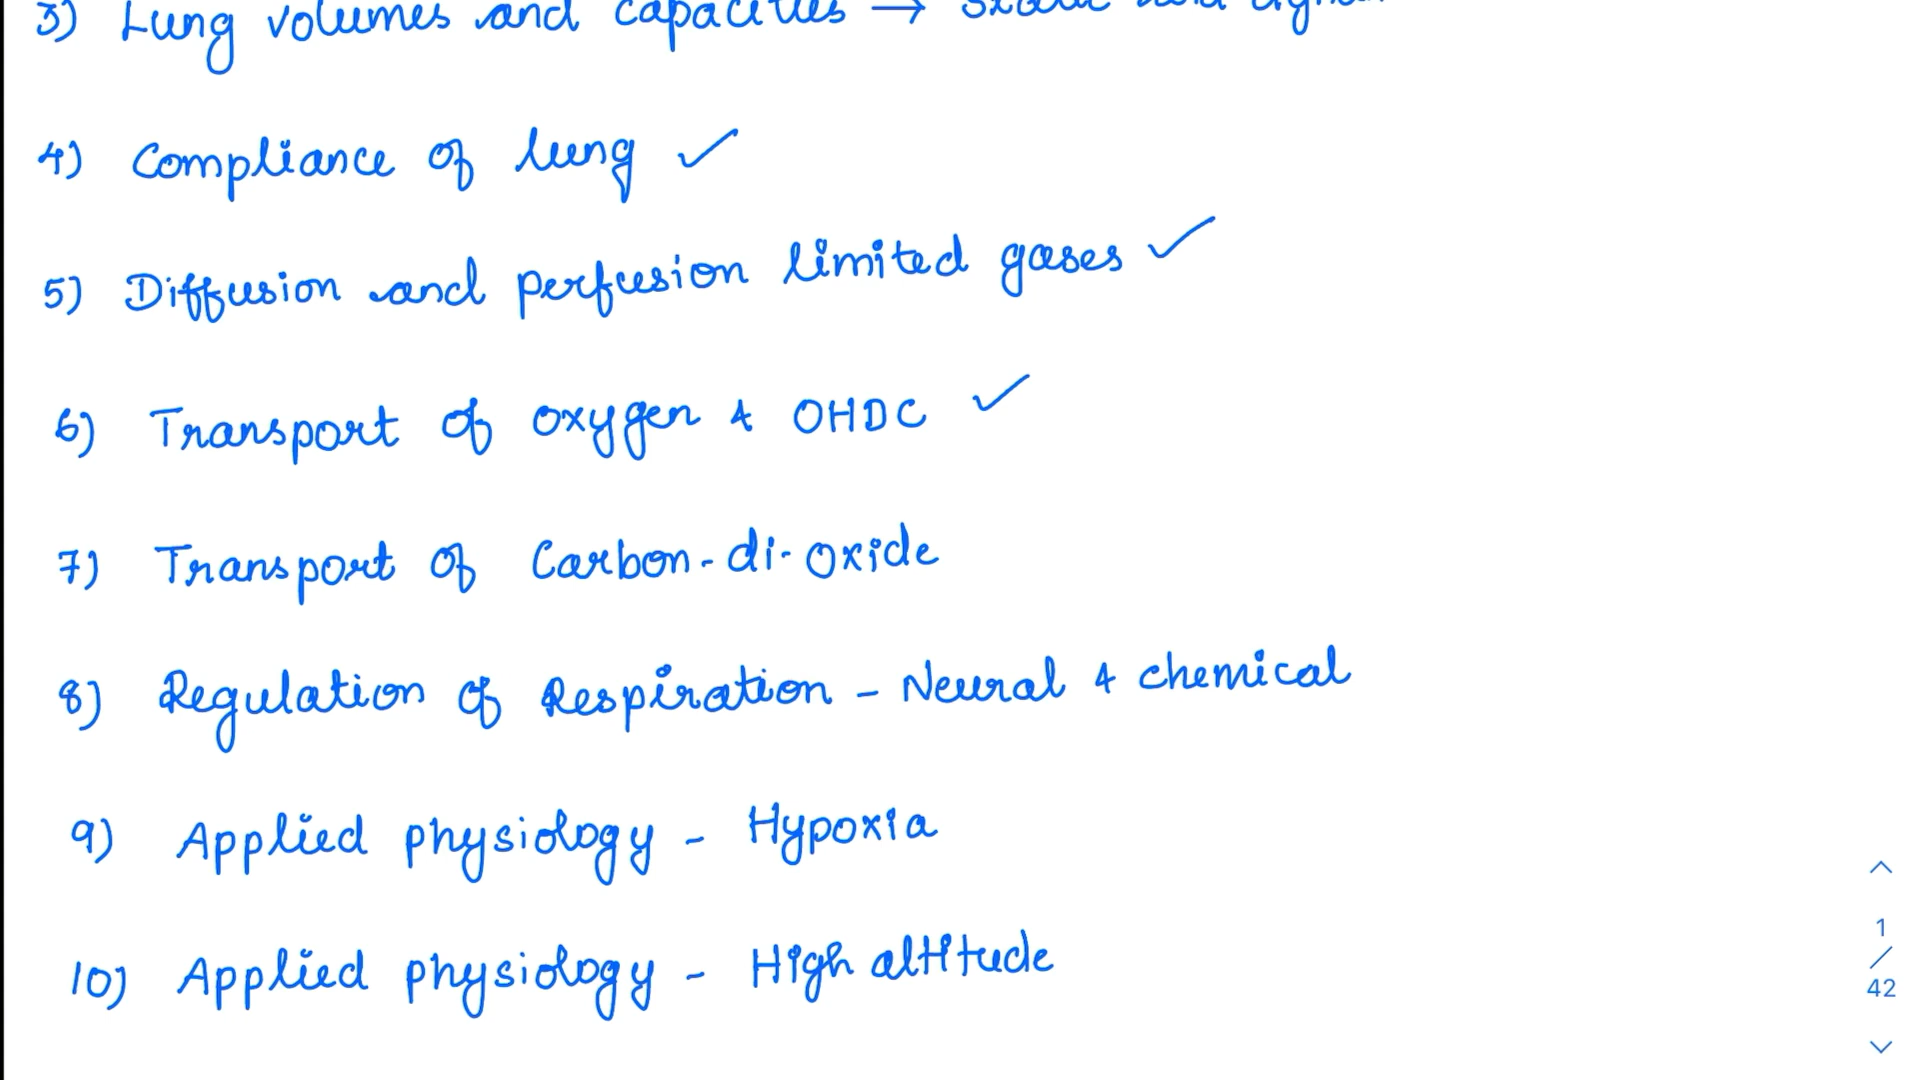 3) Lung volumes and capacities →
4) Compliance of lung ✓
5) Diffusion and perfusion limited gases ✓
6) Transport of oxygen & OHDC ✓
7) Transport of Carbon-di-oxide
8) Regulation of Respiration - Neural & chemical
9) Applied physiology - Hypoxia
10) Applied physiology - High altitude
1
/
42